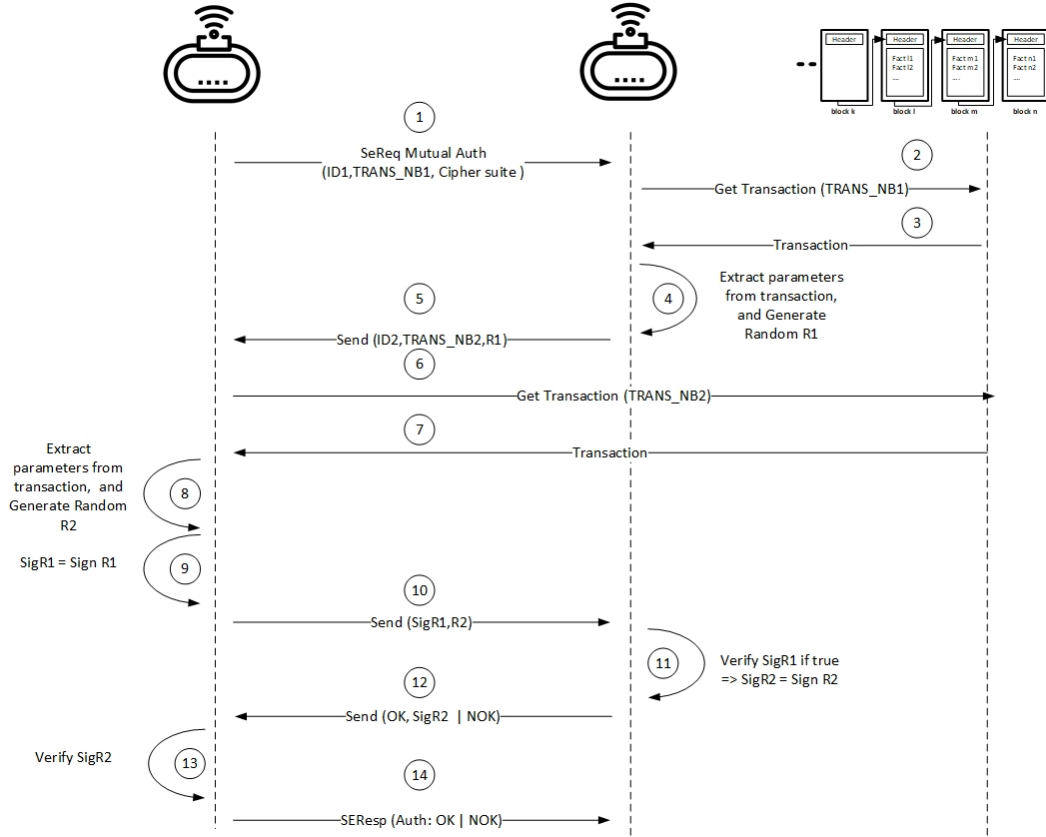 Header
Header
Header
Header
Fact l1
Fact l2
....
Fact m1
Fact m2
....
Fact n1
Fact n2
....
block k
block l
block m
block n
1
SeReq Mutual Auth
(ID1,TRANS_NB1, Cipher suite )
2
Get Transaction (TRANS_NB1)
3
Transaction
4
Extract parameters
from transaction,
and Generate
Random R1
5
Send (ID2,TRANS_NB2,R1)
6
Get Transaction (TRANS_NB2)
7
Transaction
Extract
parameters from
transaction, and
Generate Random
R2
8
SigR1 = Sign R1
9
10
Send (SigR1,R2)
11
Verify SigR1 if true
=> SigR2 = Sign R2
12
Send (OK, SigR2 | NOK)
Verify SigR2
13
14
SEResp (Auth: OK | NOK)